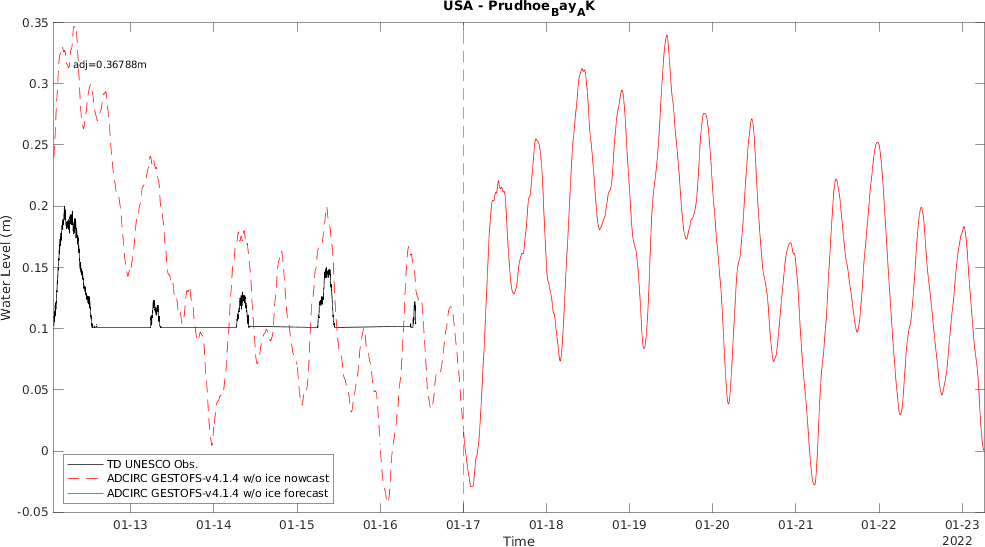 USA - PrudhoeBayAK
0.35
adj=0.36788m
0.3
0.25
0.2
0.15
0.1
0.05
0
-0.05
Water Level (m)
TD UNESCO Obs.
ADCIRC GESTOFS-v4.1.4 w/o ice nowcast
ADCIRC GESTOFS-v4.1.4 w/o ice forecast
01-13 01-14 01-15 01-16 01-17 01-18 01-19 01-20 01-21 01-22 01-23
Time 2022